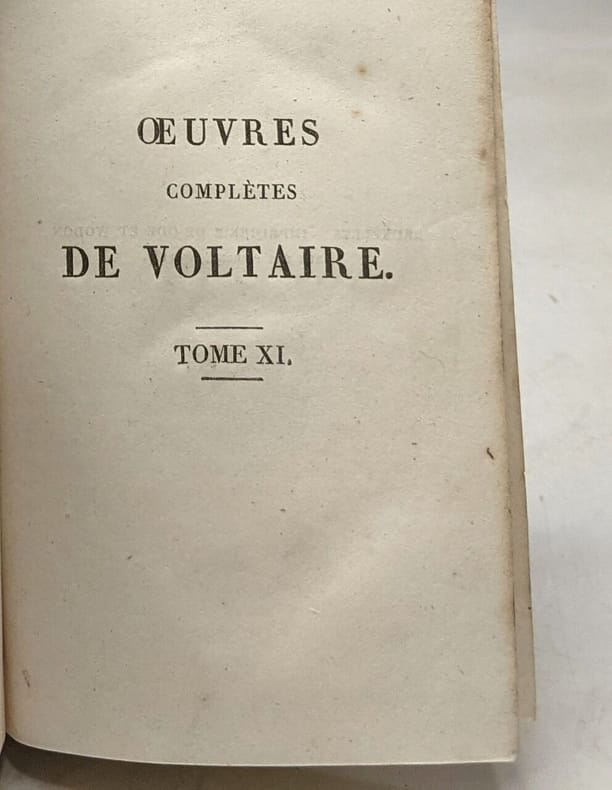 ŒUVRES
COMPLÈTES
DE VOLTAIRE.
TOME XI.